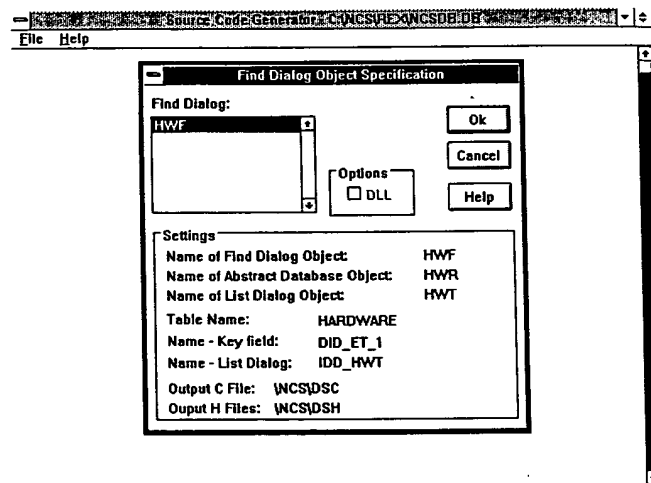 Source Code Generator - C:\NCS\REX\NCSDB.DB
File Help
Find Dialog Object Specification
Find Dialog:
HWF
Ok
Cancel
Options
DLL
Help
Settings
Name of Find Dialog Object: HWF
Name of Abstract Database Object: HWR
Name of List Dialog Object: HWT
Table Name: HARDWARE
Name - Key field: DID_ET_1
Name - List Dialog: IDD_HWT
Output C File: \NCS\DSC
Ouput H Files: \NCS\DSH